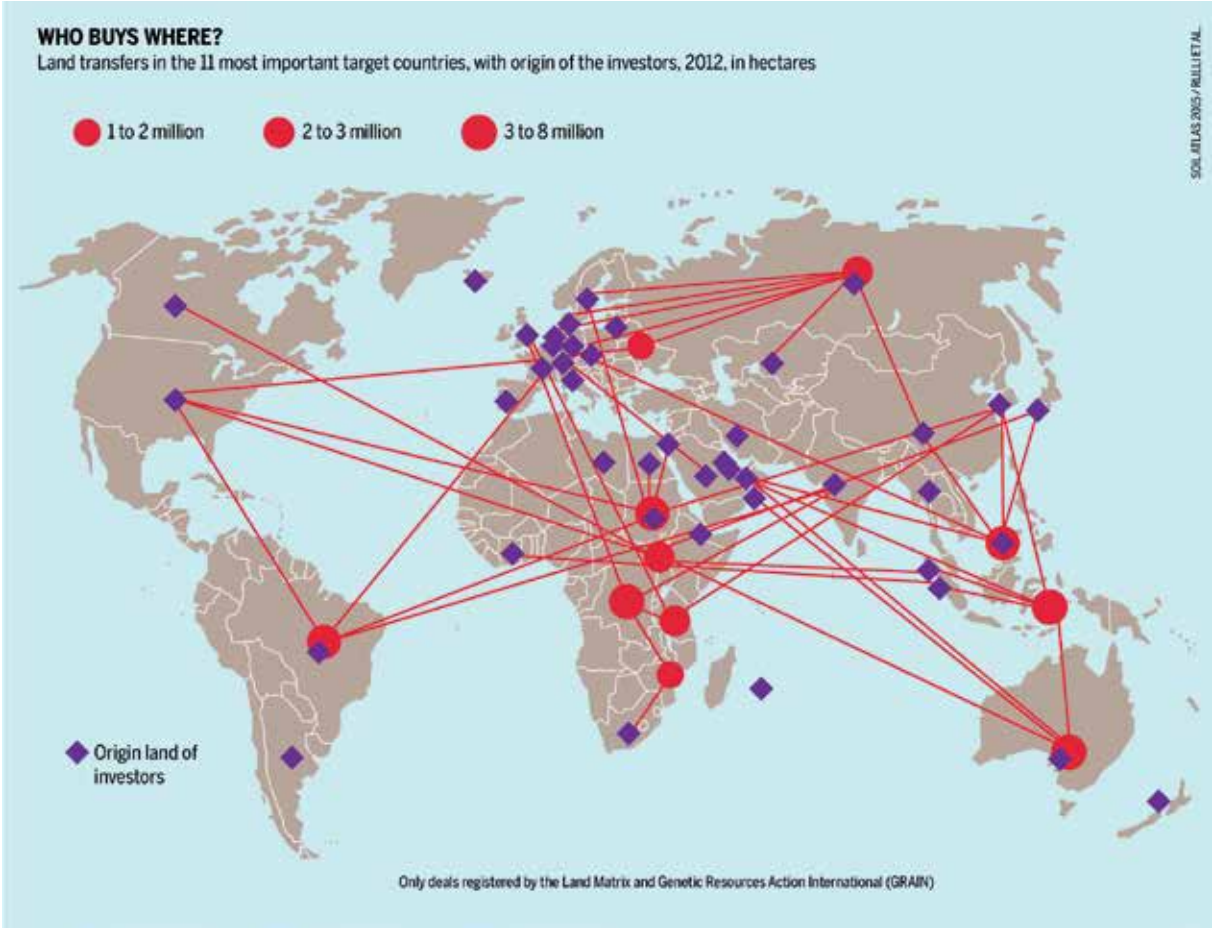 WHO BUYS WHERE?
Land transfers in the 11 most important target countries, with origin of the investors, 2012, in hectares
SOIL ATLAS 2015 / RULLI ET AL.
1 to 2 million
2 to 3 million
3 to 8 million
Origin land of
investors
Only deals registered by the Land Matrix and Genetic Resources Action International (GRAIN)